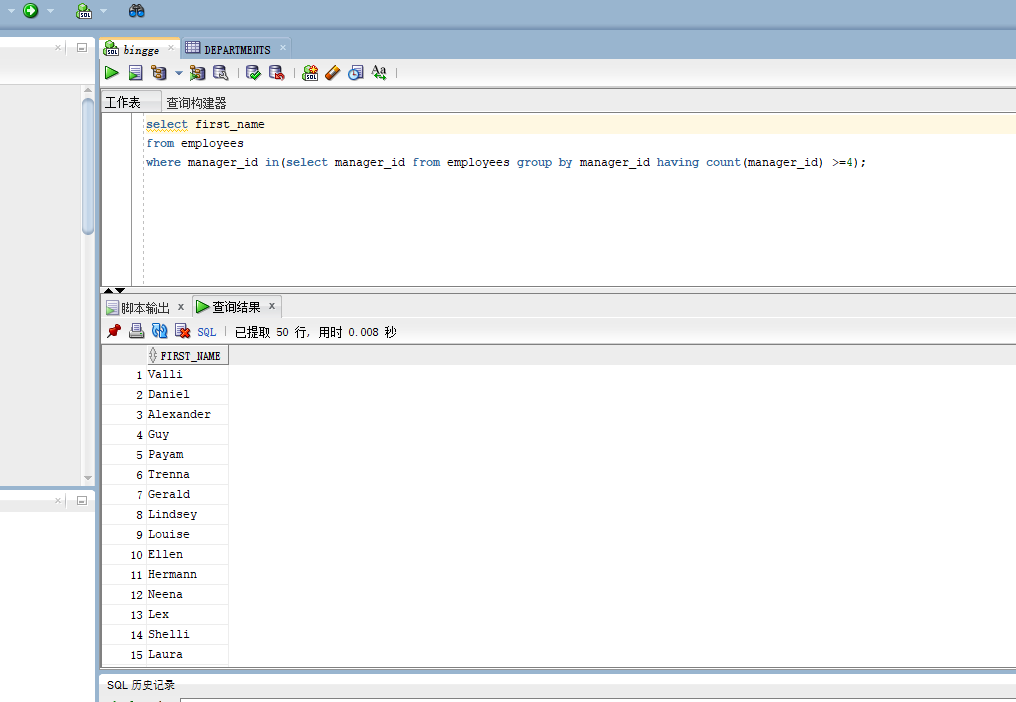 bingge
DEPARTMENTS
工作表 查询构建器
select first_name
from employees
where manager_id in(select manager_id from employees group by manager_id having count(manager_id) >=4);
脚本输出 x 查询结果 x
SQL | 已提取 50 行, 用时 0.008 秒
FIRST_NAME
1 Valli
2 Daniel
3 Alexander
4 Guy
5 Payam
6 Trenna
7 Gerald
8 Lindsey
9 Louise
10 Ellen
11 Hermann
12 Neena
13 Lex
14 Shelli
15 Laura
SQL 历史记录